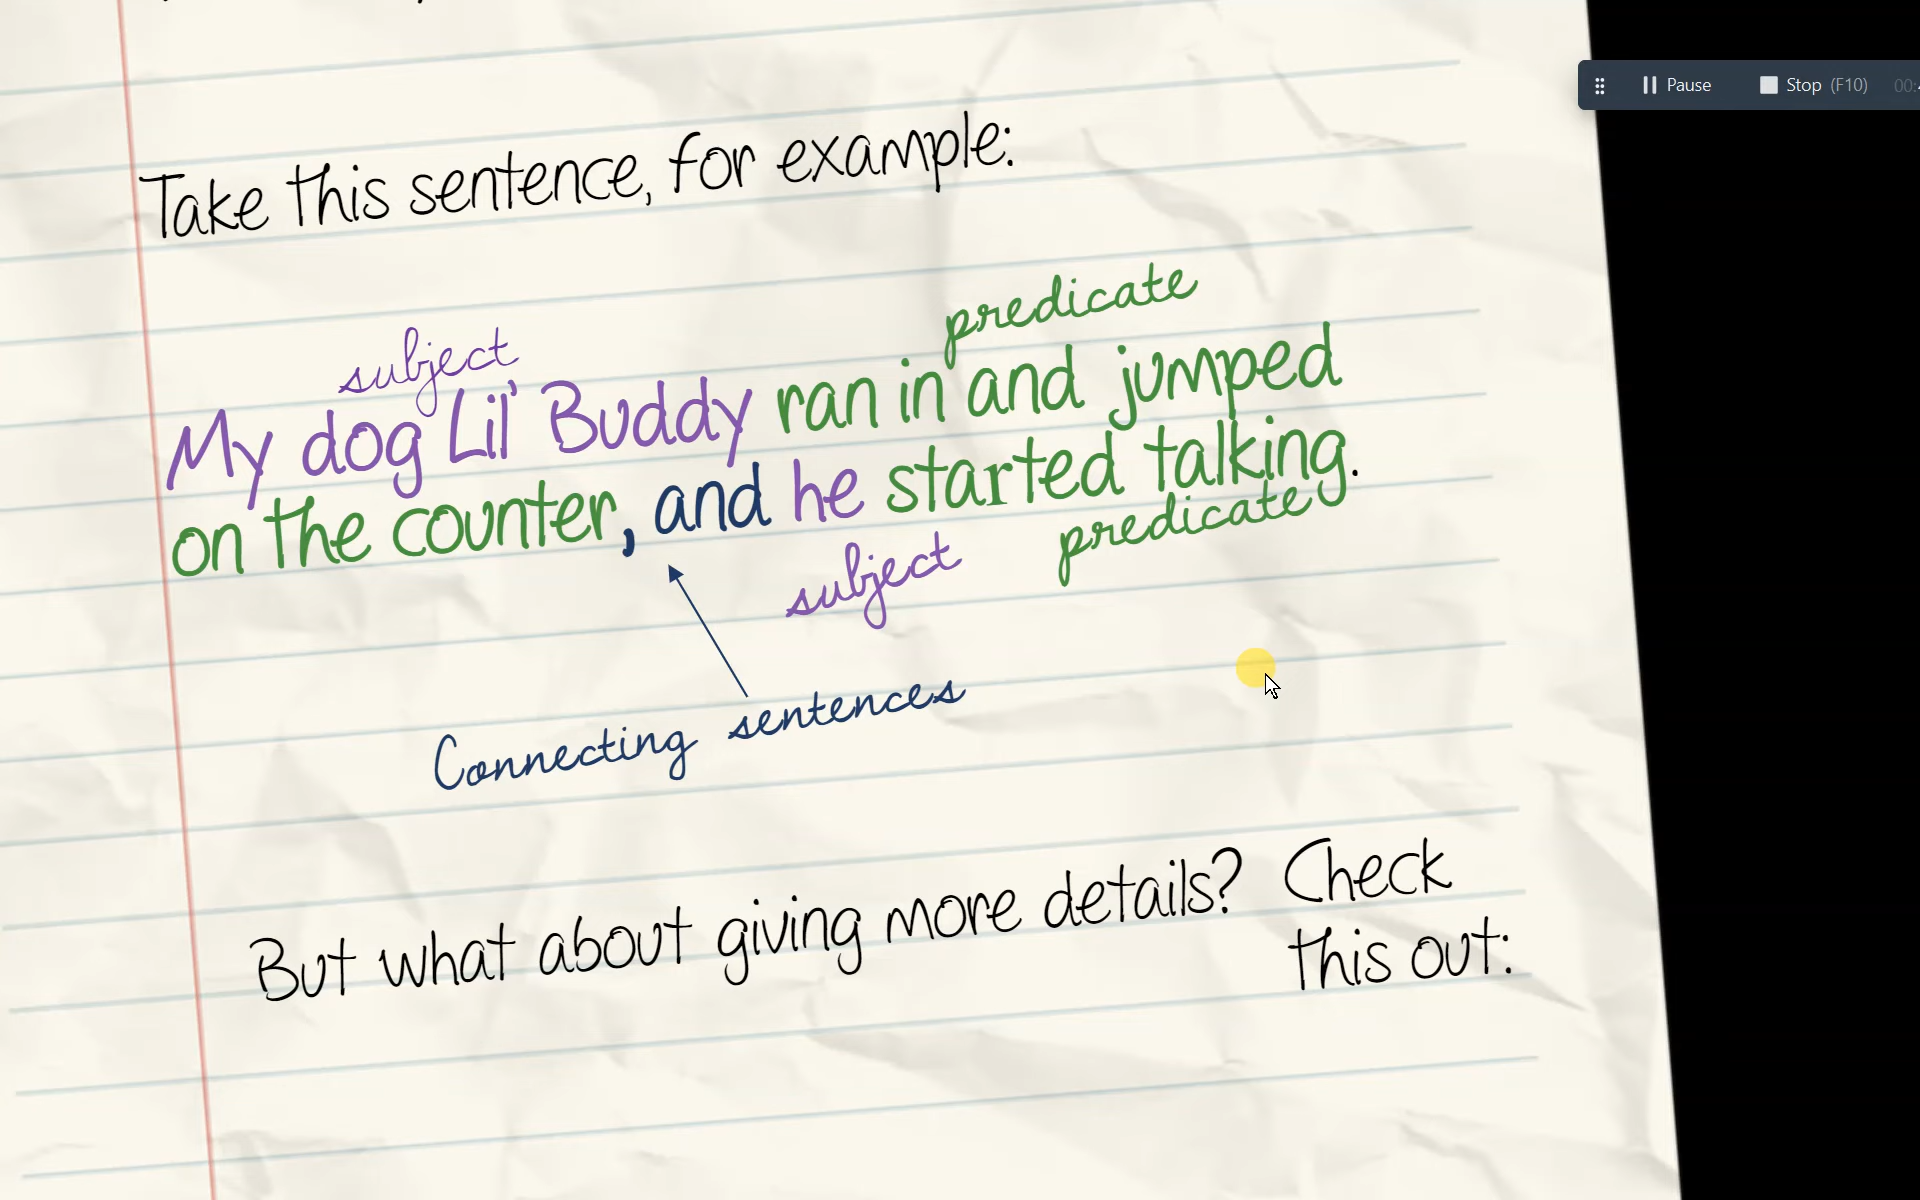 Pause Stop (F10) 00:
Take this sentence, for example:
subject predicate
My dog Lil' Buddy ran in and jumped
on the counter, and he started talking.
subject predicate
Connecting sentences
But what about giving more details? Check
this out: